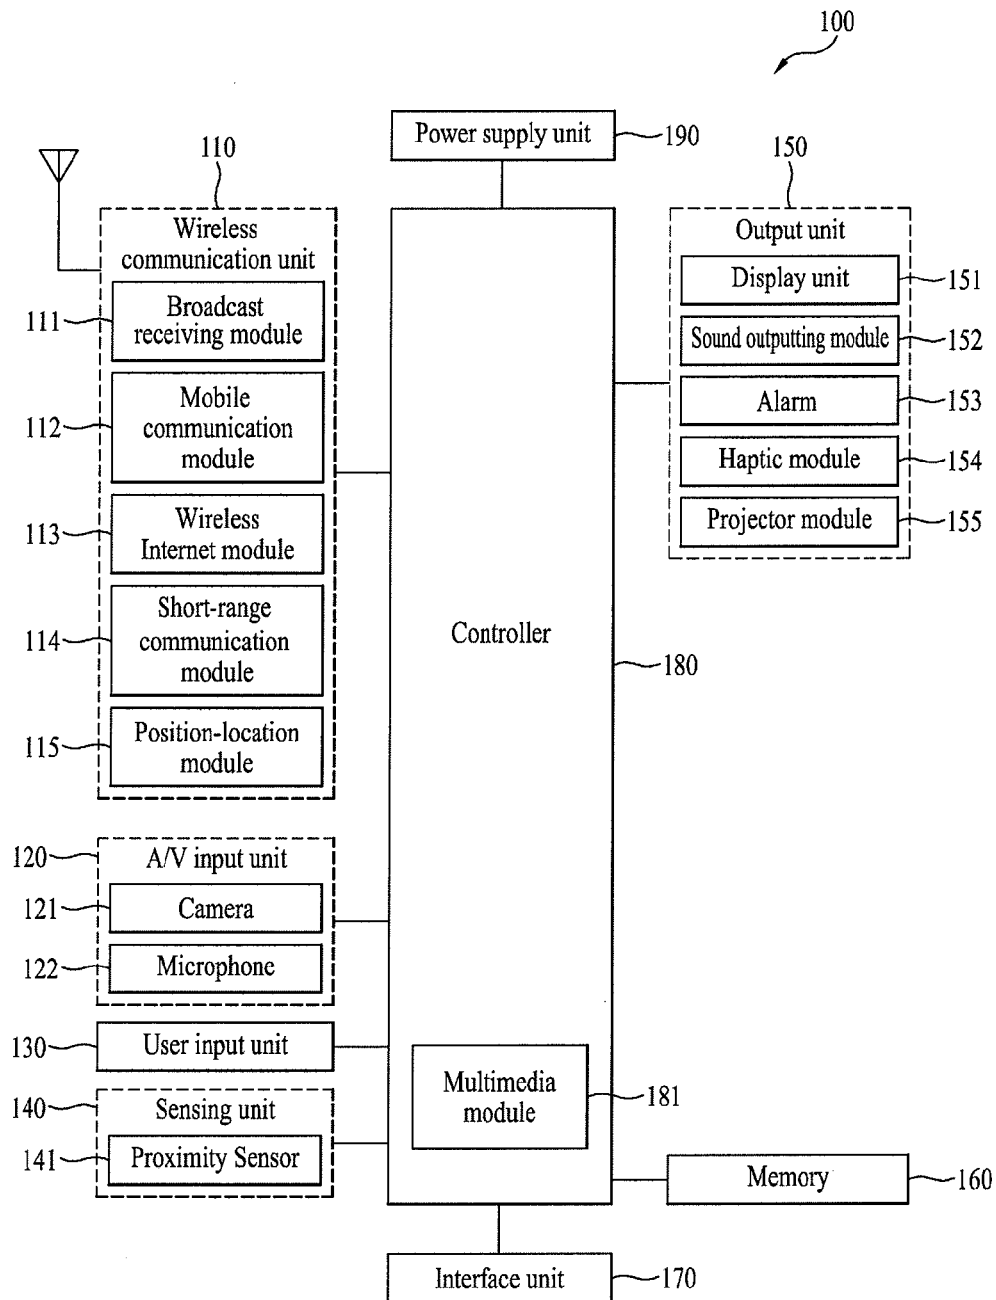 100
Power supply unit
190
110
Wireless
communication unit
Broadcast
receiving module
111
Mobile
communication
module
112
Wireless
Internet module
113
Short-range
communication
module
114
Position-location
module
115
150
Output unit
Display unit
151
Sound outputting module
152
Alarm
153
Haptic module
154
Projector module
155
Controller
180
120
A/V input unit
121
Camera
122
Microphone
130
User input unit
140
Sensing unit
141
Proximity Sensor
Multimedia
module
181
Memory
160
Interface unit
170